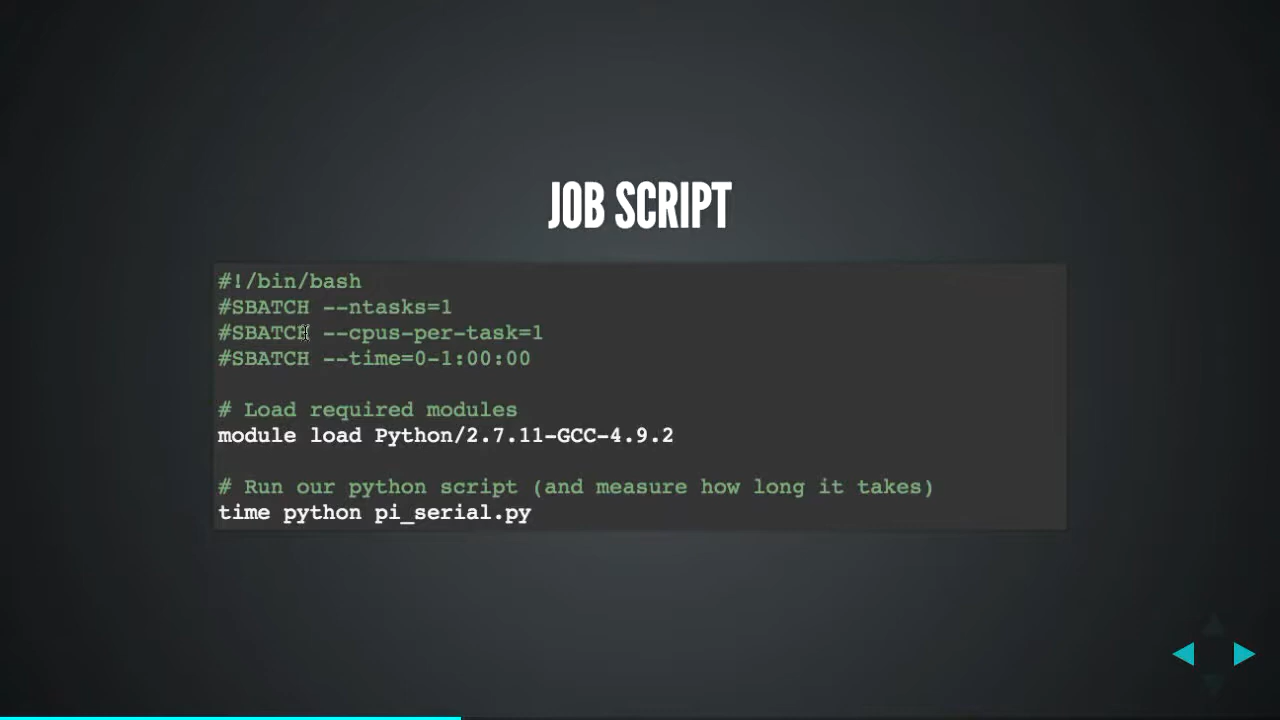 JOB SCRIPT
#!/bin/bash
#SBATCH --ntasks=1
#SBATCH --cpus-per-task=1
#SBATCH --time=0-1:00:00
# Load required modules
module load Python/2.7.11-GCC-4.9.2
# Run our python script (and measure how long it takes)
time python pi_serial.py